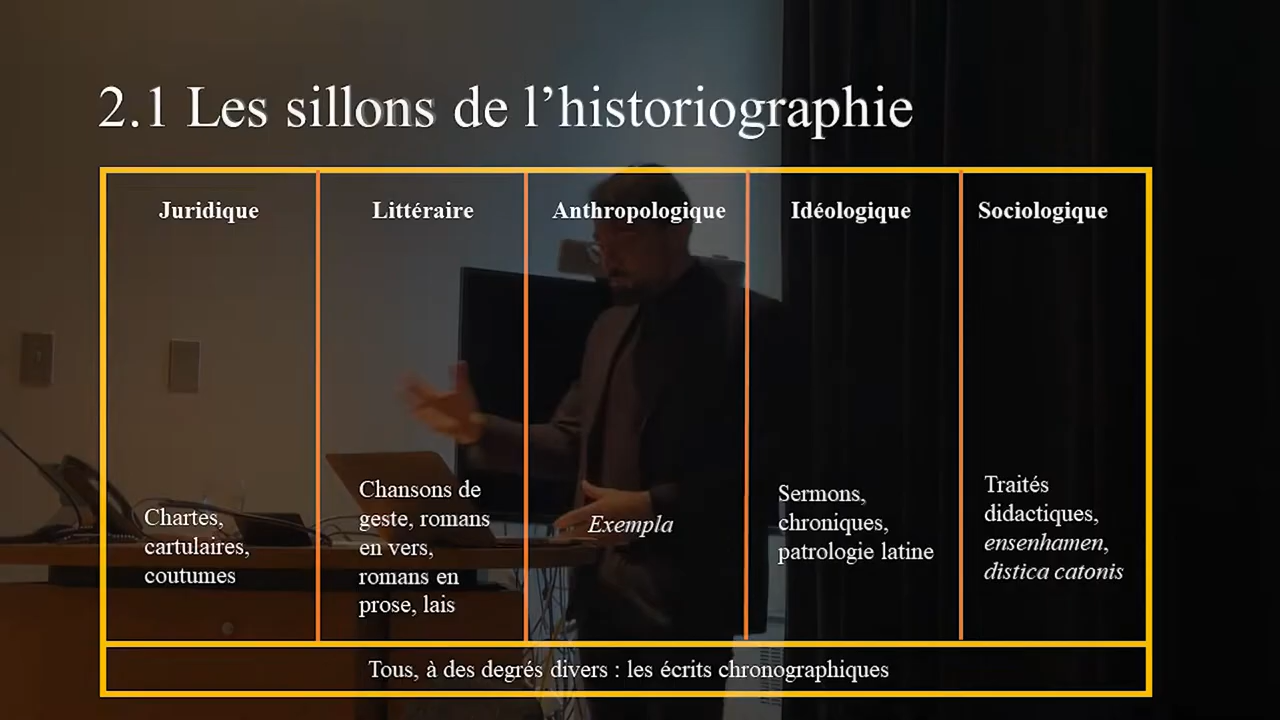 2.1 Les sillons de l’historiographie
Juridique
Littéraire
Anthropologique
Idéologique
Sociologique
Chartes,
cartulaires,
coutumes
Chansons de
geste, romans
en vers,
romans en
prose, lais
Exempla
Sermons,
chroniques,
patrologie latine
Traités
didactiques,
ensenhamen,
distica catonis
Tous, à des degrés divers : les écrits chronographiques